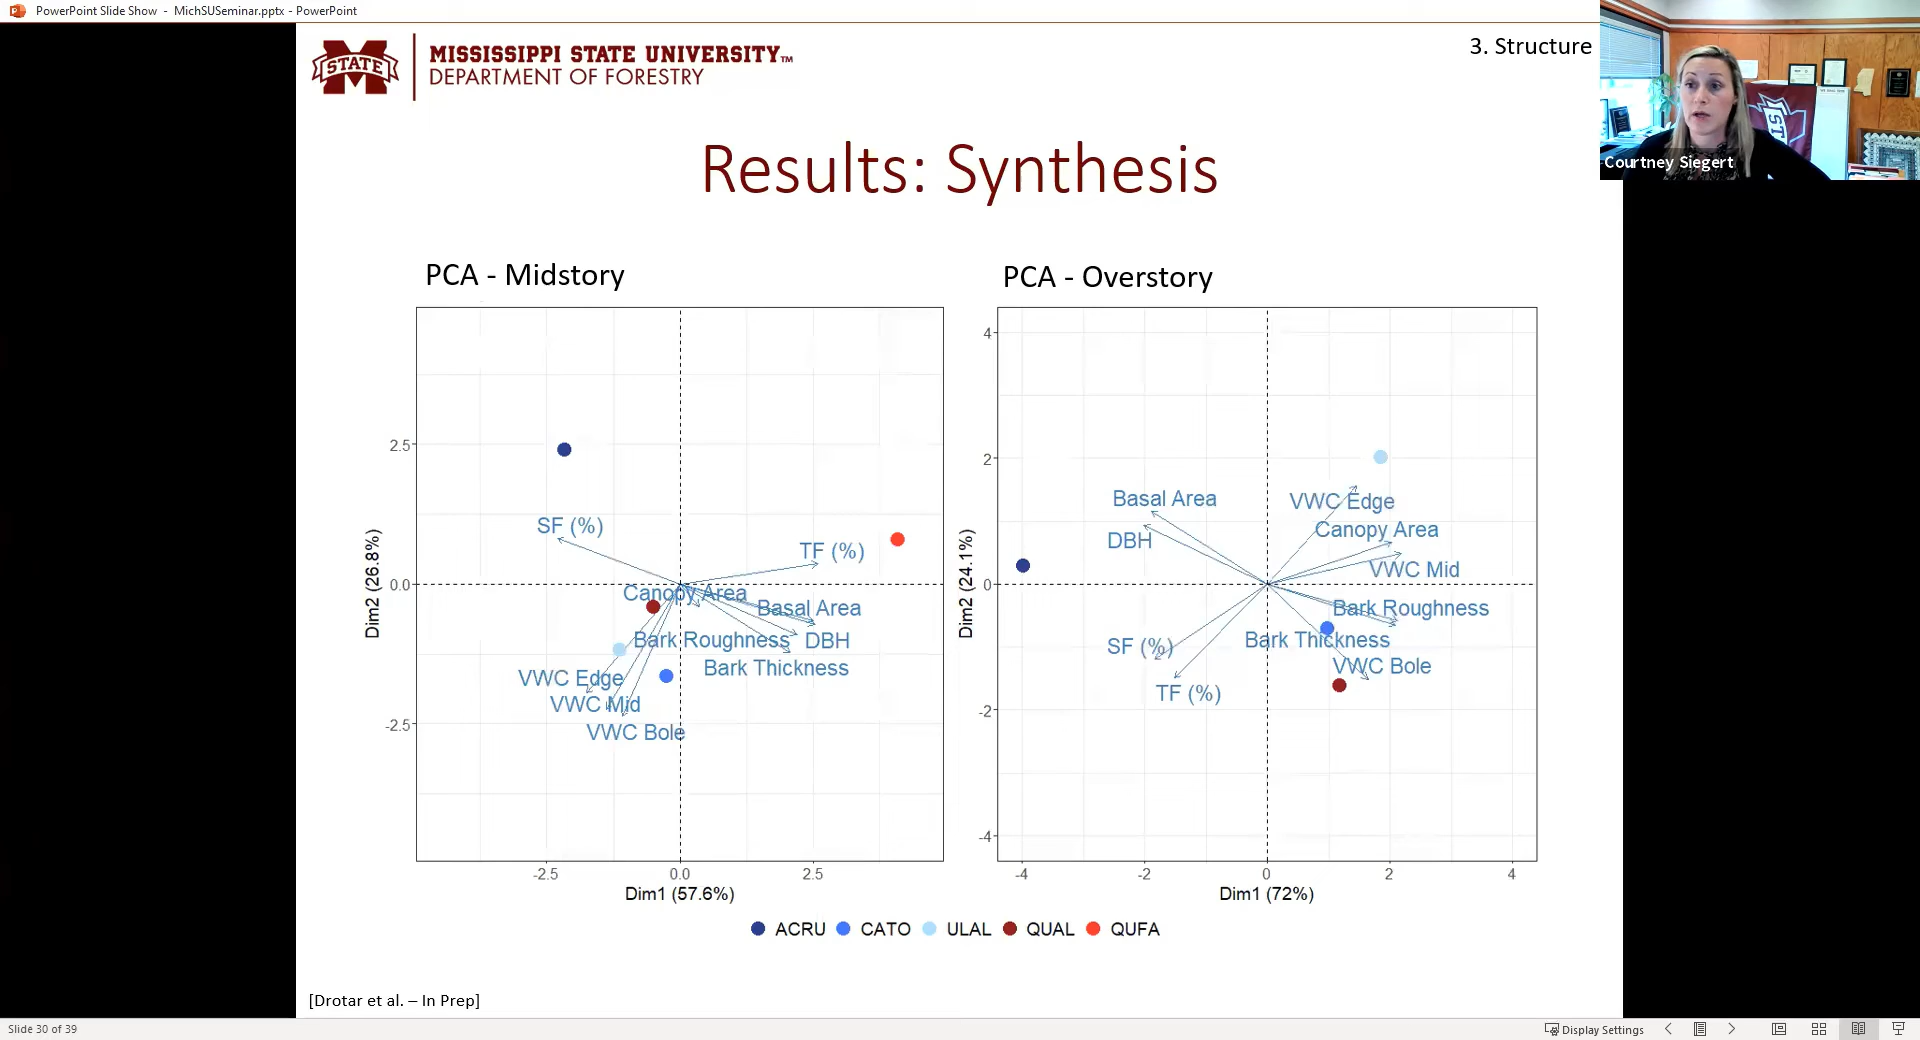 PowerPoint Slide Show - MichSUSeminar.pptx - PowerPoint
STATE
MISSISSIPPI STATE UNIVERSITY™
DEPARTMENT OF FORESTRY
3. Structure
Courtney Siegert
Results: Synthesis
PCA - Midstory
2.5
0.0
-2.5
Dim2 (26.8%)
SF (%)
TF (%)
Canopy Area
Basal Area
Bark Roughness
DBH
Bark Thickness
VWC Edge
VWC Mid
VWC Bole
-2.5 0.0 2.5
Dim1 (57.6%)
PCA - Overstory
4
2
0
-2
-4
Dim2 (24.1%)
Basal Area
VWC Edge
Canopy Area
DBH
VWC Mid
Bark Roughness
SF (%)
Bark Thickness
VWC Bole
TF (%)
-4 -2 0 2 4
Dim1 (72%)
ACRU CATO ULAL QUAL QUFA
[Drotar et al. – In Prep]
Slide 30 of 39
Display Settings